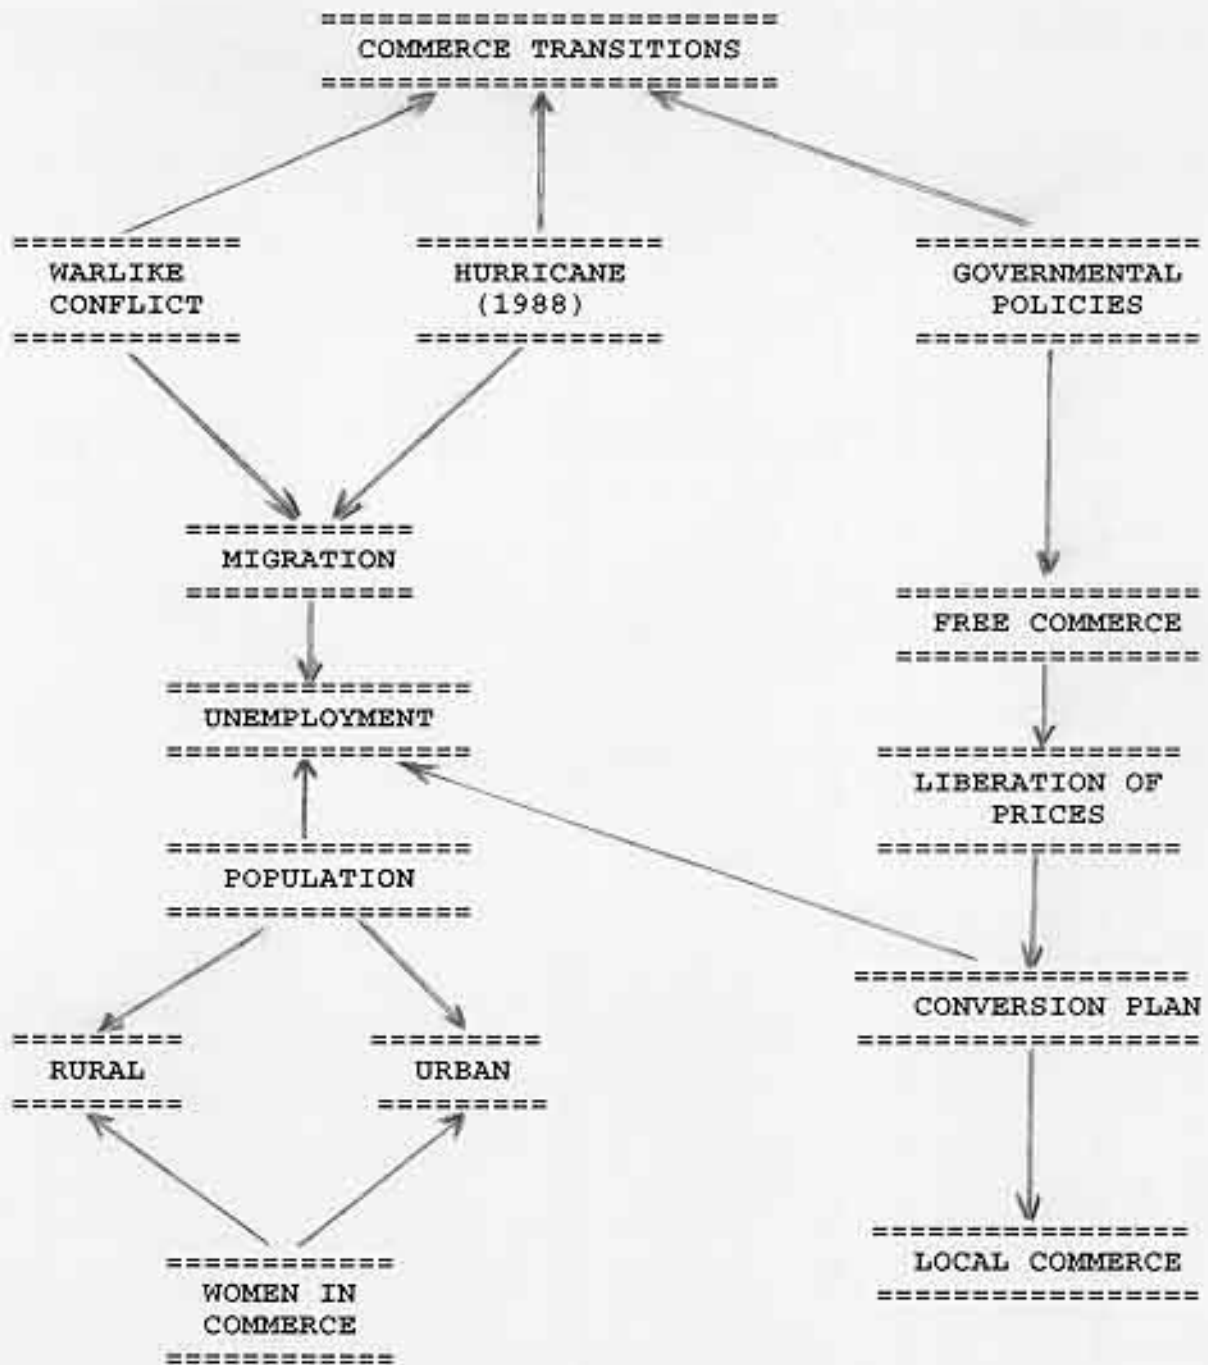 ========================
COMMERCE TRANSITIONS
========================
============
WARLIKE
CONFLICT
============
=============
HURRICANE
(1988)
=============
===============
GOVERNMENTAL
POLICIES
===============
============
MIGRATION
============
================
FREE COMMERCE
================
================
UNEMPLOYMENT
================
================
LIBERATION OF
PRICES
================
================
POPULATION
================
==================
CONVERSION PLAN
==================
=========
RURAL
=========
=========
URBAN
=========
=================
LOCAL COMMERCE
=================
============
WOMEN IN
COMMERCE
============